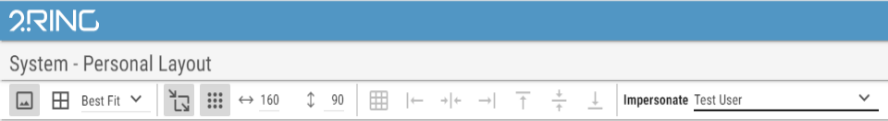 2RING
System - Personal Layout
Best Fit 160 90 Impersonate Test User